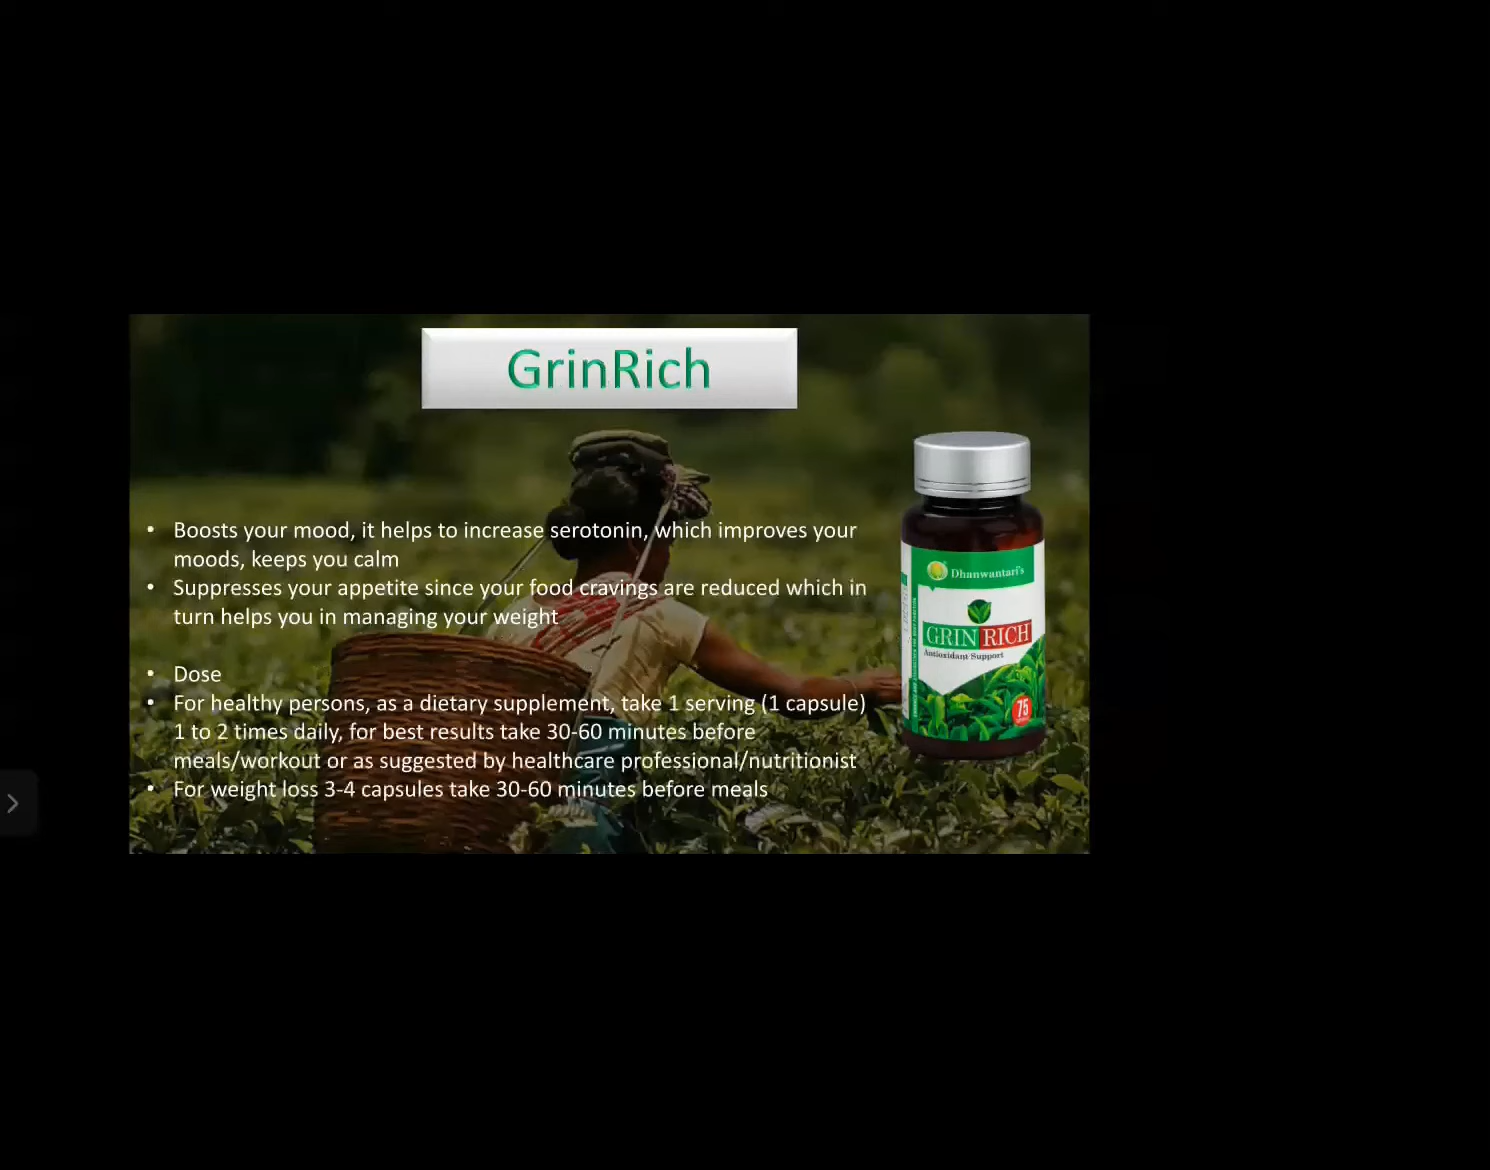 GrinRich
• Boosts your mood, it helps to increase serotonin, which improves your
moods, keeps you calm
• Suppresses your appetite since your food cravings are reduced which in
turn helps you in managing your weight
• Dose
• For healthy persons, as a dietary supplement, take 1 serving (1 capsule)
1 to 2 times daily, for best results take 30-60 minutes before
meals/workout or as suggested by healthcare professional/nutritionist
• For weight loss 3-4 capsules take 30-60 minutes before meals
Dhanwantari's
GRIN RICH
Antioxidant Support
75